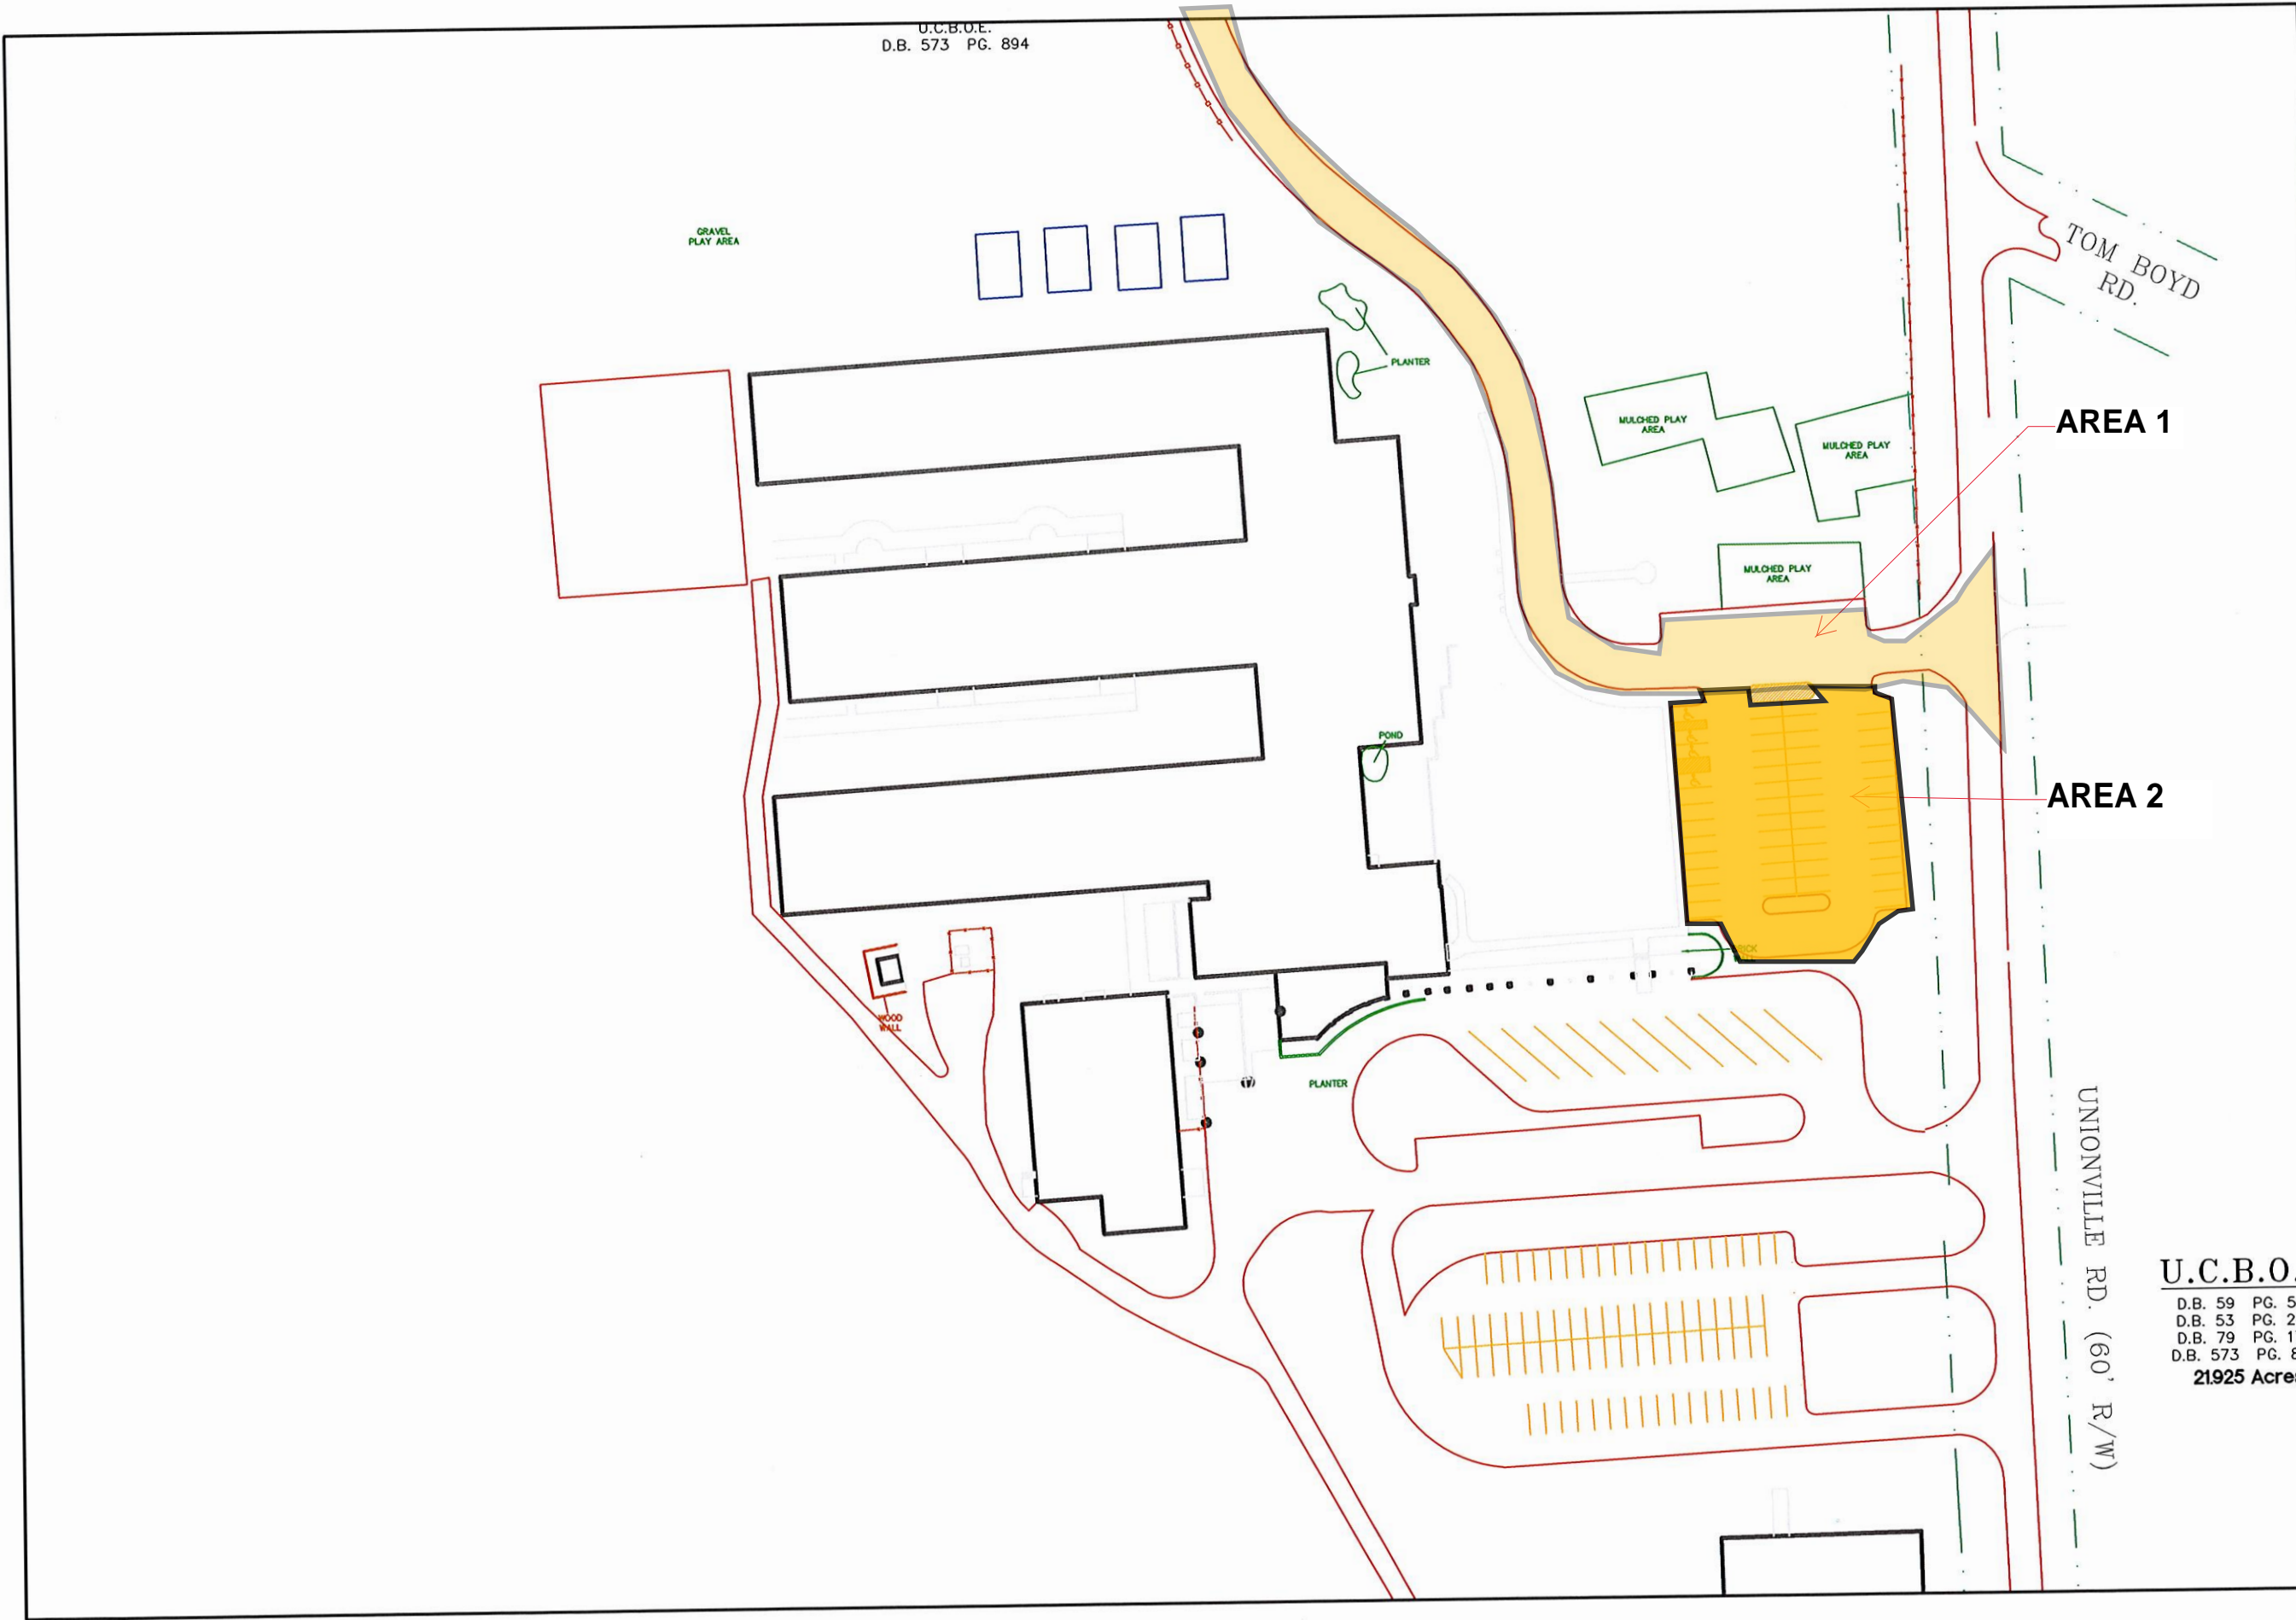 U.C.B.O.E.
D.B. 573 PG. 894
GRAVEL
PLAY AREA
TOM BOYD
RD.
PLANTER
MULCHED PLAY
AREA
MULCHED PLAY
AREA
AREA 1
MULCHED PLAY
AREA
POND
AREA 2
WOOD
WALL
PLANTER
UNIONVILLE RD. (60' R/W)
U.C.B.O.
D.B. 59 PG. 5
D.B. 53 PG. 2
D.B. 79 PG. 1
D.B. 573 PG. 8
21.925 Acre